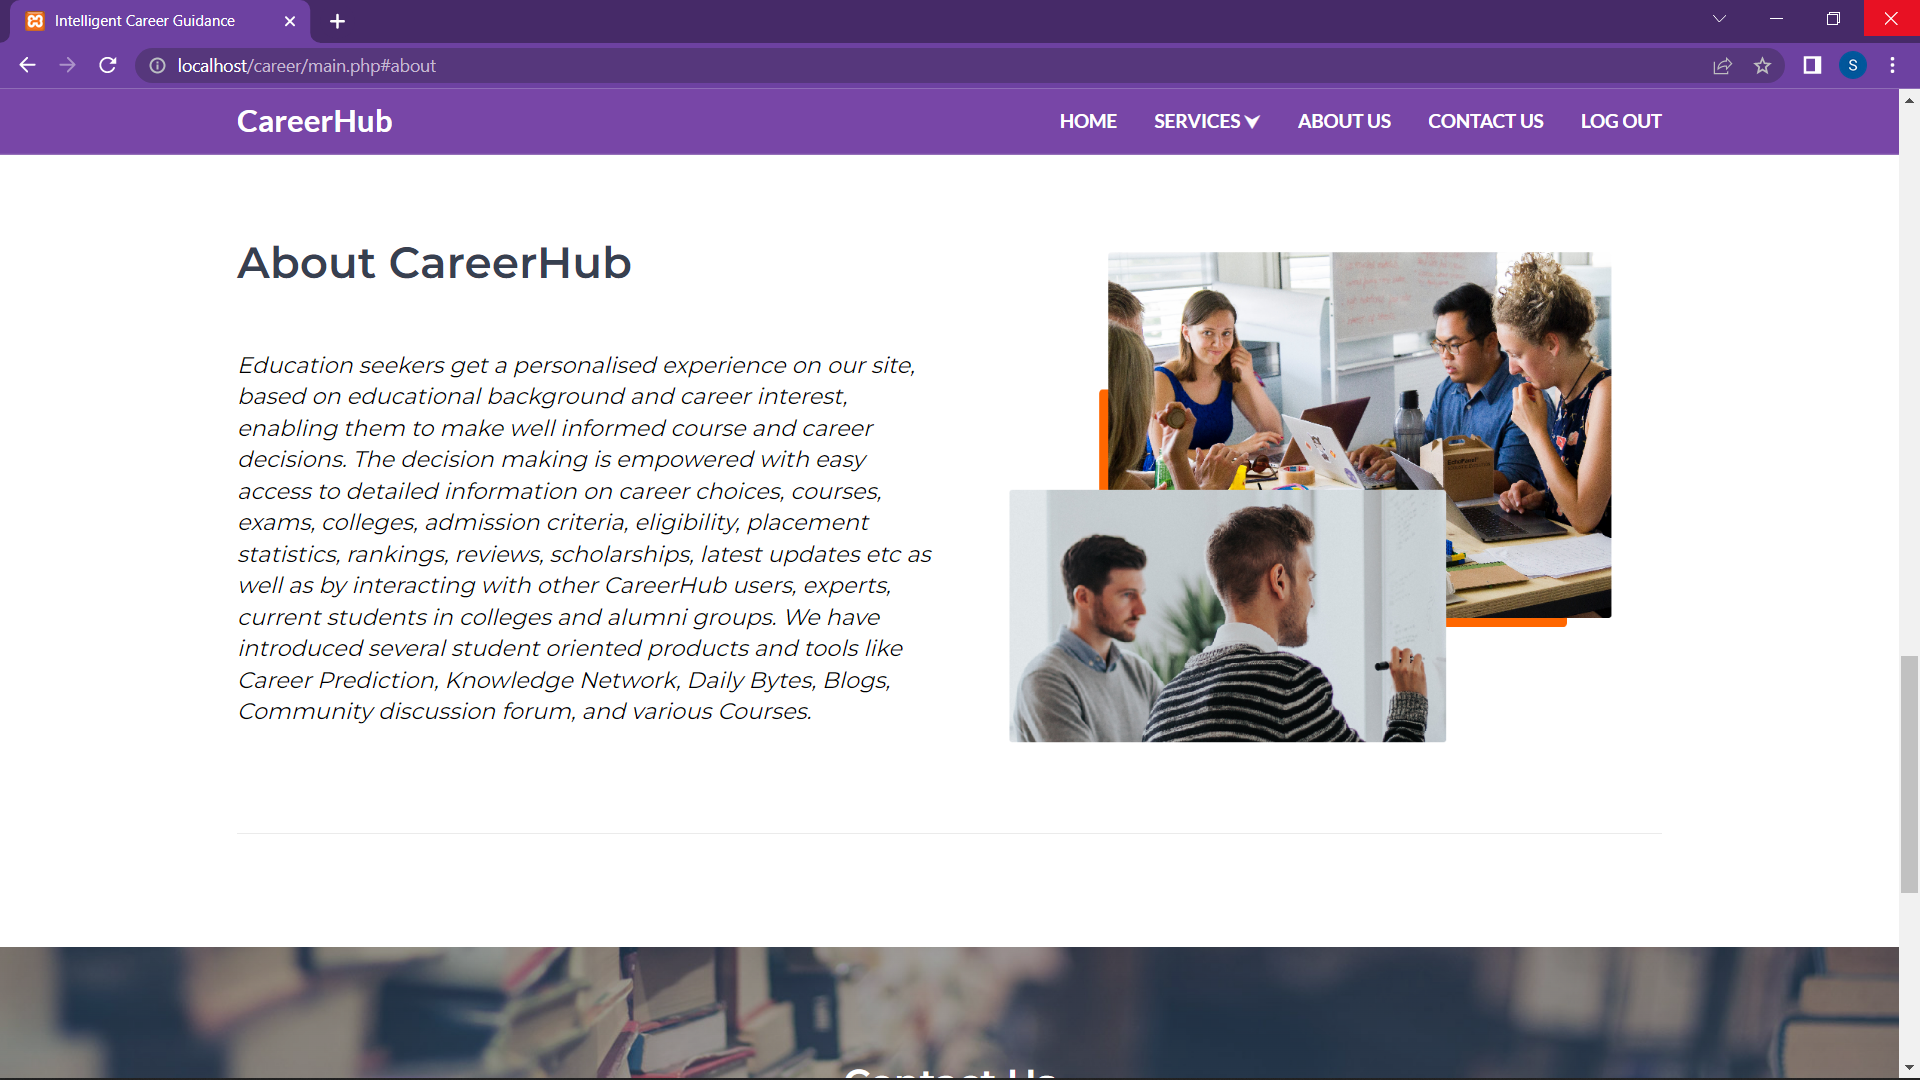 Intelligent Career Guidance
localhost/career/main.php#about
S
CareerHub
HOME SERVICES ABOUT US CONTACT US LOG OUT
About CareerHub
Education seekers get a personalised experience on our site,
based on educational background and career interest,
enabling them to make well informed course and career
decisions. The decision making is empowered with easy
access to detailed information on career choices, courses,
exams, colleges, admission criteria, eligibility, placement
statistics, rankings, reviews, scholarships, latest updates etc as
well as by interacting with other CareerHub users, experts,
current students in colleges and alumni groups. We have
introduced several student oriented products and tools like
Career Prediction, Knowledge Network, Daily Bytes, Blogs,
Community discussion forum, and various Courses.
Contact Us